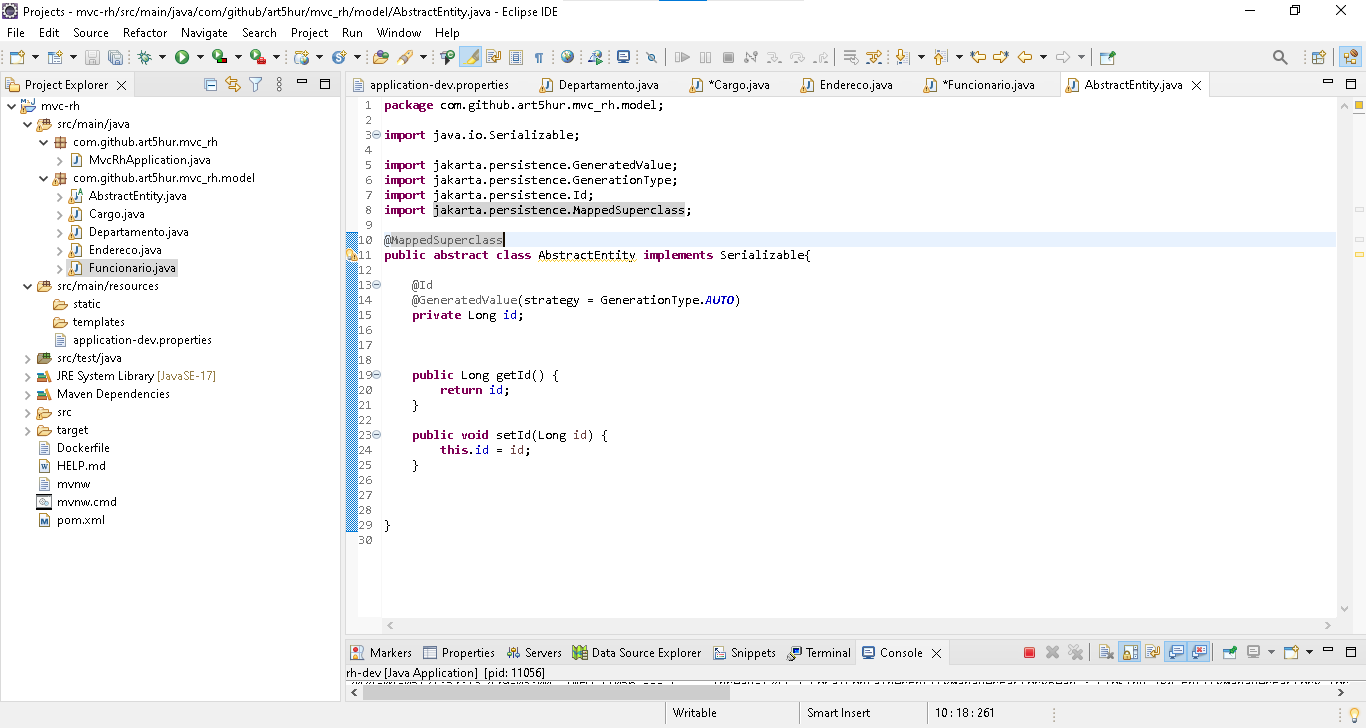 Projects - mvc-rh/src/main/java/com/github/art5hur/mvc_rh/model/AbstractEntity.java - Eclipse IDE
File Edit Source Refactor Navigate Search Project Run Window Help
Project Explorer
application-dev.properties Departamento.java *Cargo.java Endereco.java *Funcionario.java AbstractEntity.java
mvc-rh
src/main/java
com.github.art5hur.mvc_rh
MvcRhApplication.java
com.github.art5hur.mvc_rh.model
AbstractEntity.java
Cargo.java
Departamento.java
Endereco.java
Funcionario.java
src/main/resources
static
templates
application-dev.properties
src/test/java
JRE System Library [JavaSE-17]
Maven Dependencies
src
target
Dockerfile
HELP.md
mvnw
mvnw.cmd
pom.xml
1 package com.github.art5hur.mvc_rh.model;
2
3 import java.io.Serializable;
4
5 import jakarta.persistence.GeneratedValue;
6 import jakarta.persistence.GenerationType;
7 import jakarta.persistence.Id;
8 import jakarta.persistence.MappedSuperclass;
9
10 @MappedSuperclass
11 public abstract class AbstractEntity implements Serializable{
12
13 @Id
14 @GeneratedValue(strategy = GenerationType.AUTO)
15 private Long id;
16
17
18
19 public Long getId() {
20 return id;
21 }
22
23 public void setId(Long id) {
24 this.id = id;
25 }
26
27
28
29 }
30
Markers Properties Servers Data Source Explorer Snippets Terminal Console
rh-dev [Java Application] [pid: 11056]
Writable Smart Insert 10 : 18 : 261